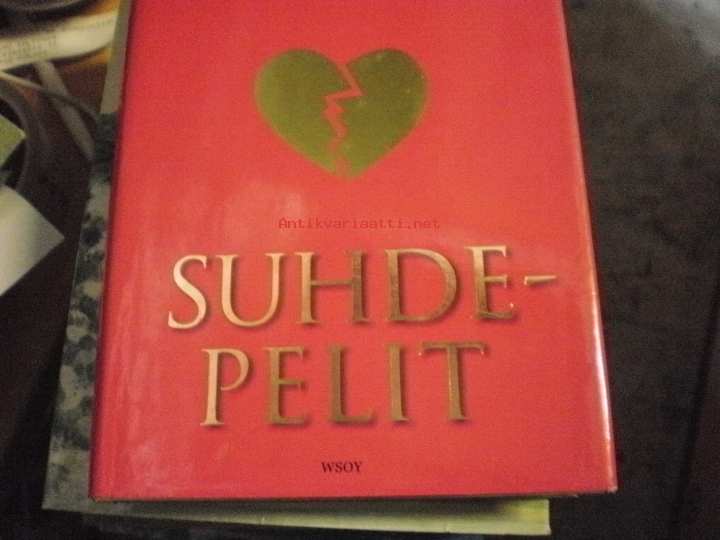 Antikvariaatti.net
SUHDE-
PELIT
WSOY